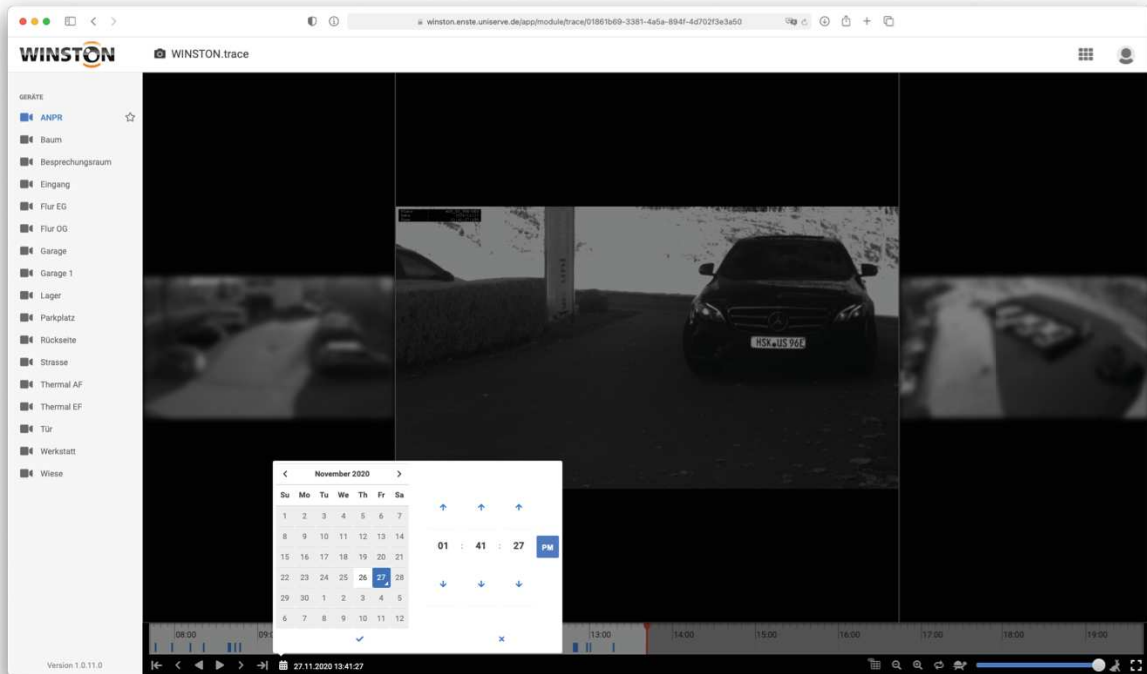 winston.enste.uniserve.de/app/module/trace/01861b69-3381-4a5a-894f-4d702f3e3a50
WINSTON
WINSTON.trace
GERÄTE
ANPR
Baum
Besprechungsraum
Eingang
Flur EG
Flur OG
Garage
Garage 1
Lager
Parkplatz
Rückseite
Strasse
Thermal AF
Thermal EF
Tür
Werkstatt
Wiese
Version 1.0.11.0
HSK US 96E
November 2020
Su Mo Tu We Th Fr Sa
1 2 3 4 5 6 7
8 9 10 11 12 13 14
15 16 17 18 19 20 21
22 23 24 25 26 27 28
29 30 1 2 3 4 5
6 7 8 9 10 11 12
01 : 41 : 27 PM
08:00 09:0 13:00 14:00 15:00 16:00 17:00 18:00 19:00
27.11.2020 13:41:27